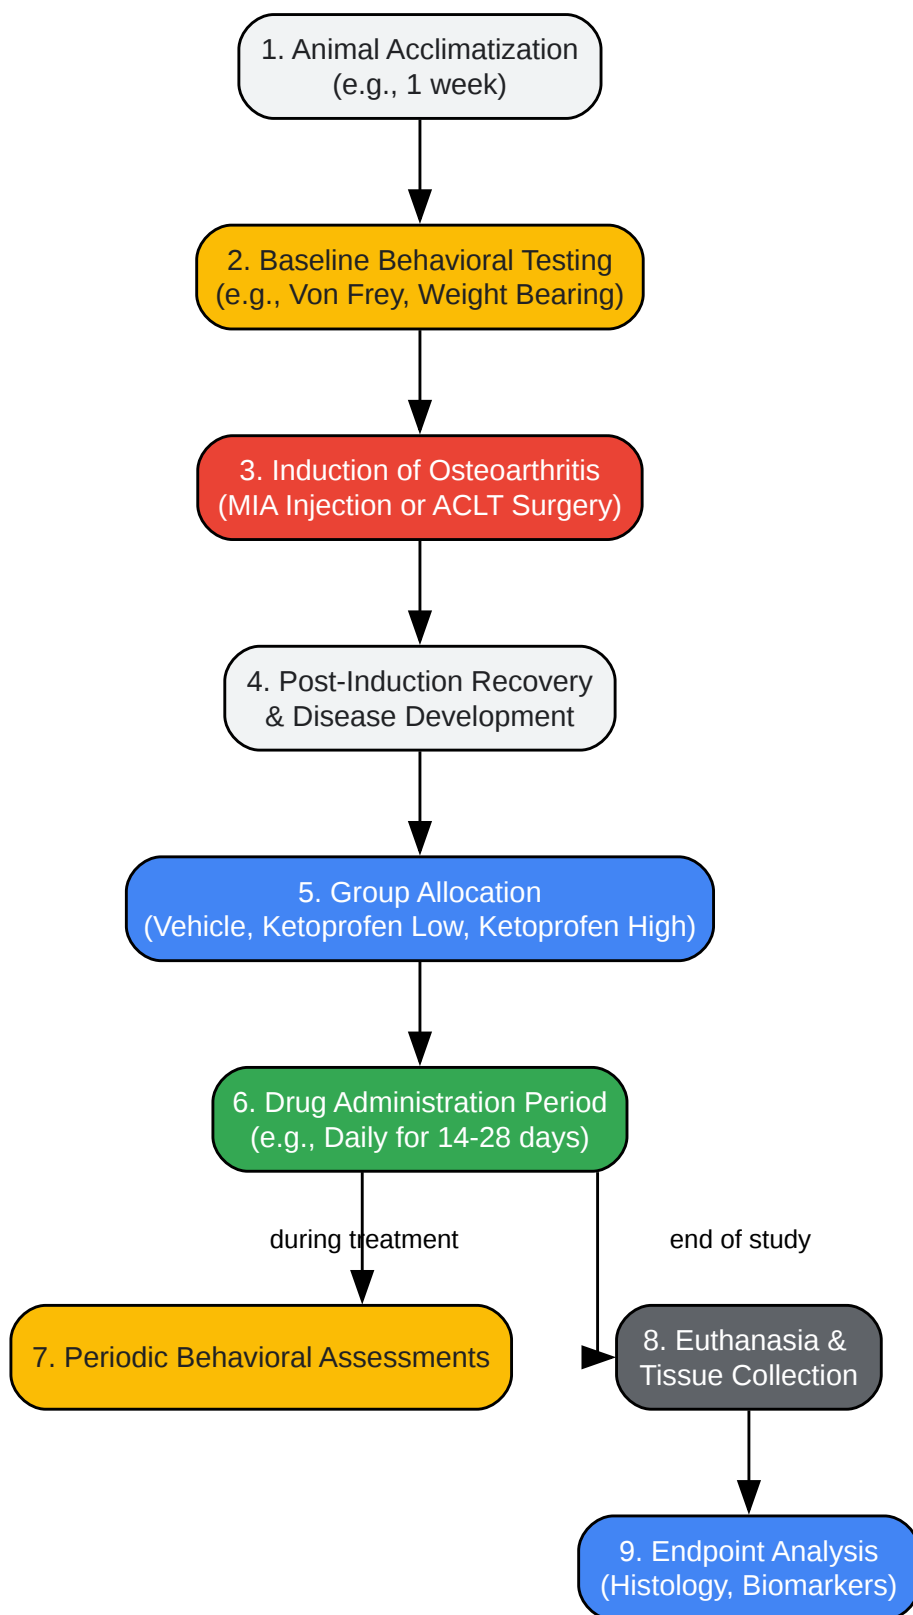 1. Animal Acclimatization
(e.g., 1 week)
2. Baseline Behavioral Testing
(e.g., Von Frey, Weight Bearing)
3. Induction of Osteoarthritis
(MIA Injection or ACLT Surgery)
4. Post-Induction Recovery
& Disease Development
5. Group Allocation
(Vehicle, Ketoprofen Low, Ketoprofen High)
6. Drug Administration Period
(e.g., Daily for 14-28 days)
during treatment
end of study
7. Periodic Behavioral Assessments
8. Euthanasia &
Tissue Collection
9. Endpoint Analysis
(Histology, Biomarkers)